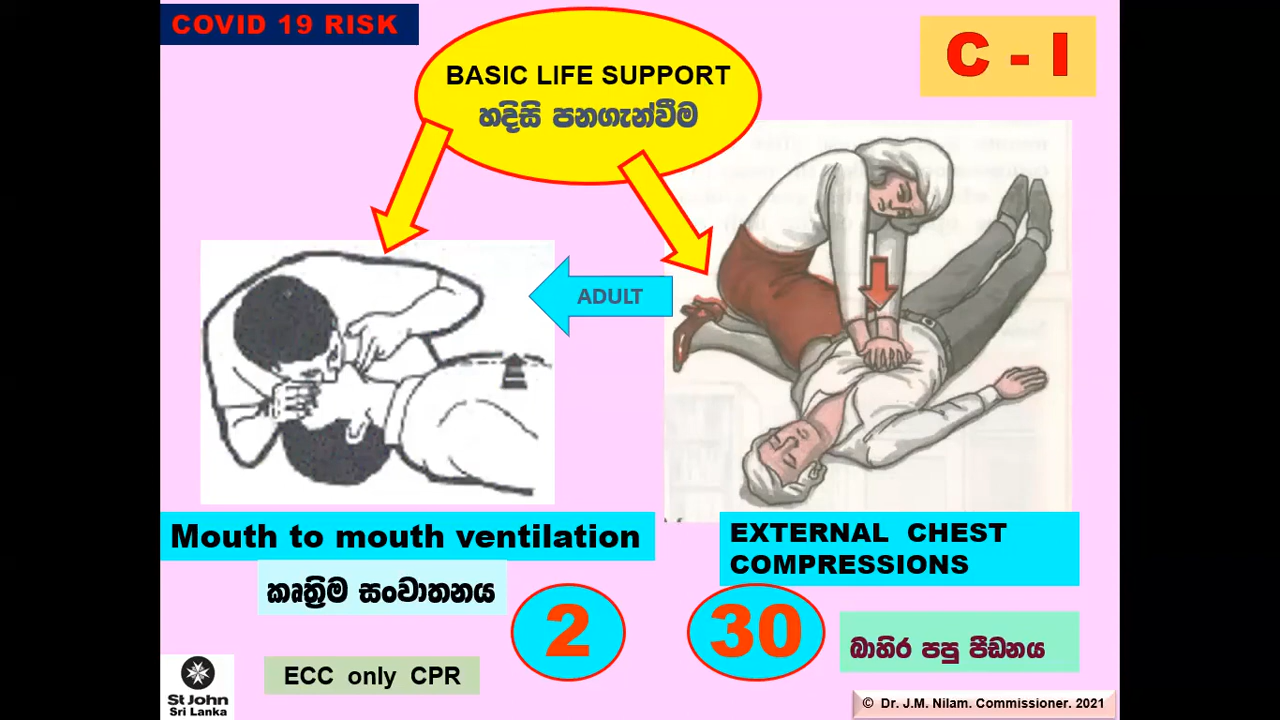 COVID 19 RISK
BASIC LIFE SUPPORT
හදිසි පනගැන්වීම
C - I
ADULT
Mouth to mouth ventilation
කෘත්‍රිම සංවාතනය
2
EXTERNAL CHEST
COMPRESSIONS
30
බාහිර පපු පීඩනය
ECC only CPR
St John
Sri Lanka
© Dr. J.M. Nilam. Commissioner. 2021